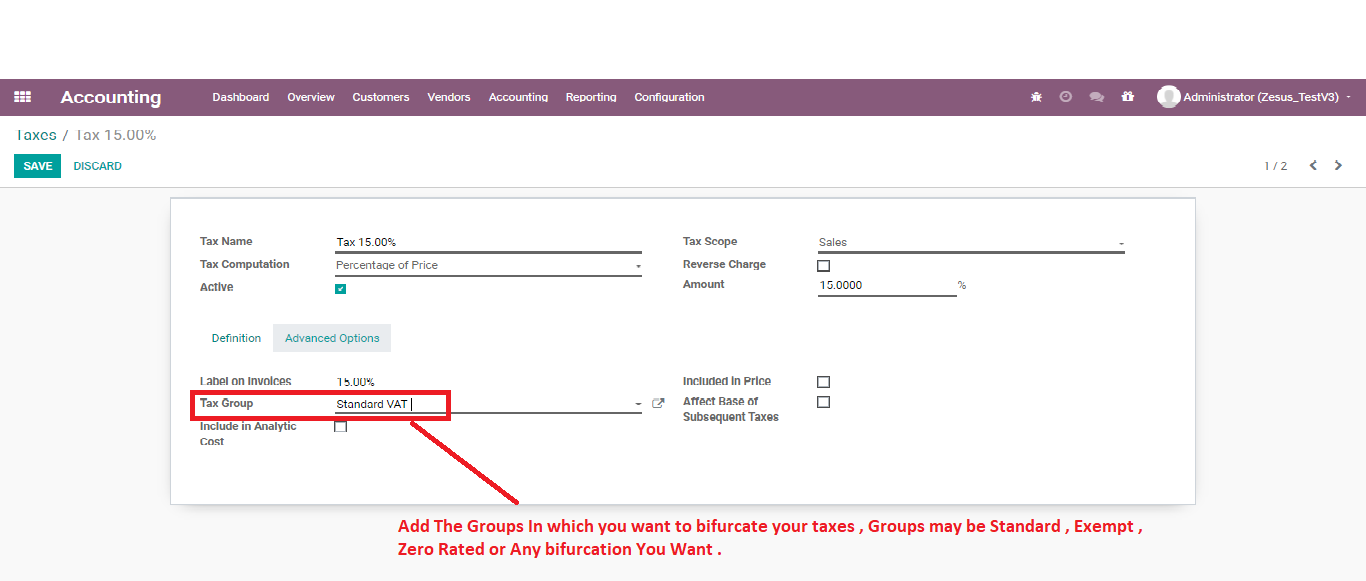 Accounting Dashboard Overview Customers Vendors Accounting Reporting Configuration Administrator (Zesus_TestV3)
Taxes / Tax 15.00%
SAVE DISCARD 1 / 2
Tax Name Tax 15.00% Tax Scope Sales
Tax Computation Percentage of Price Reverse Charge
Active Amount 15.0000 %
Definition Advanced Options
Label on Invoices 15.00% Included in Price
Tax Group Standard VAT Affect Base of
Subsequent Taxes
Include in Analytic
Cost
Add The Groups In which you want to bifurcate your taxes , Groups may be Standard , Exempt ,
Zero Rated or Any bifurcation You Want .